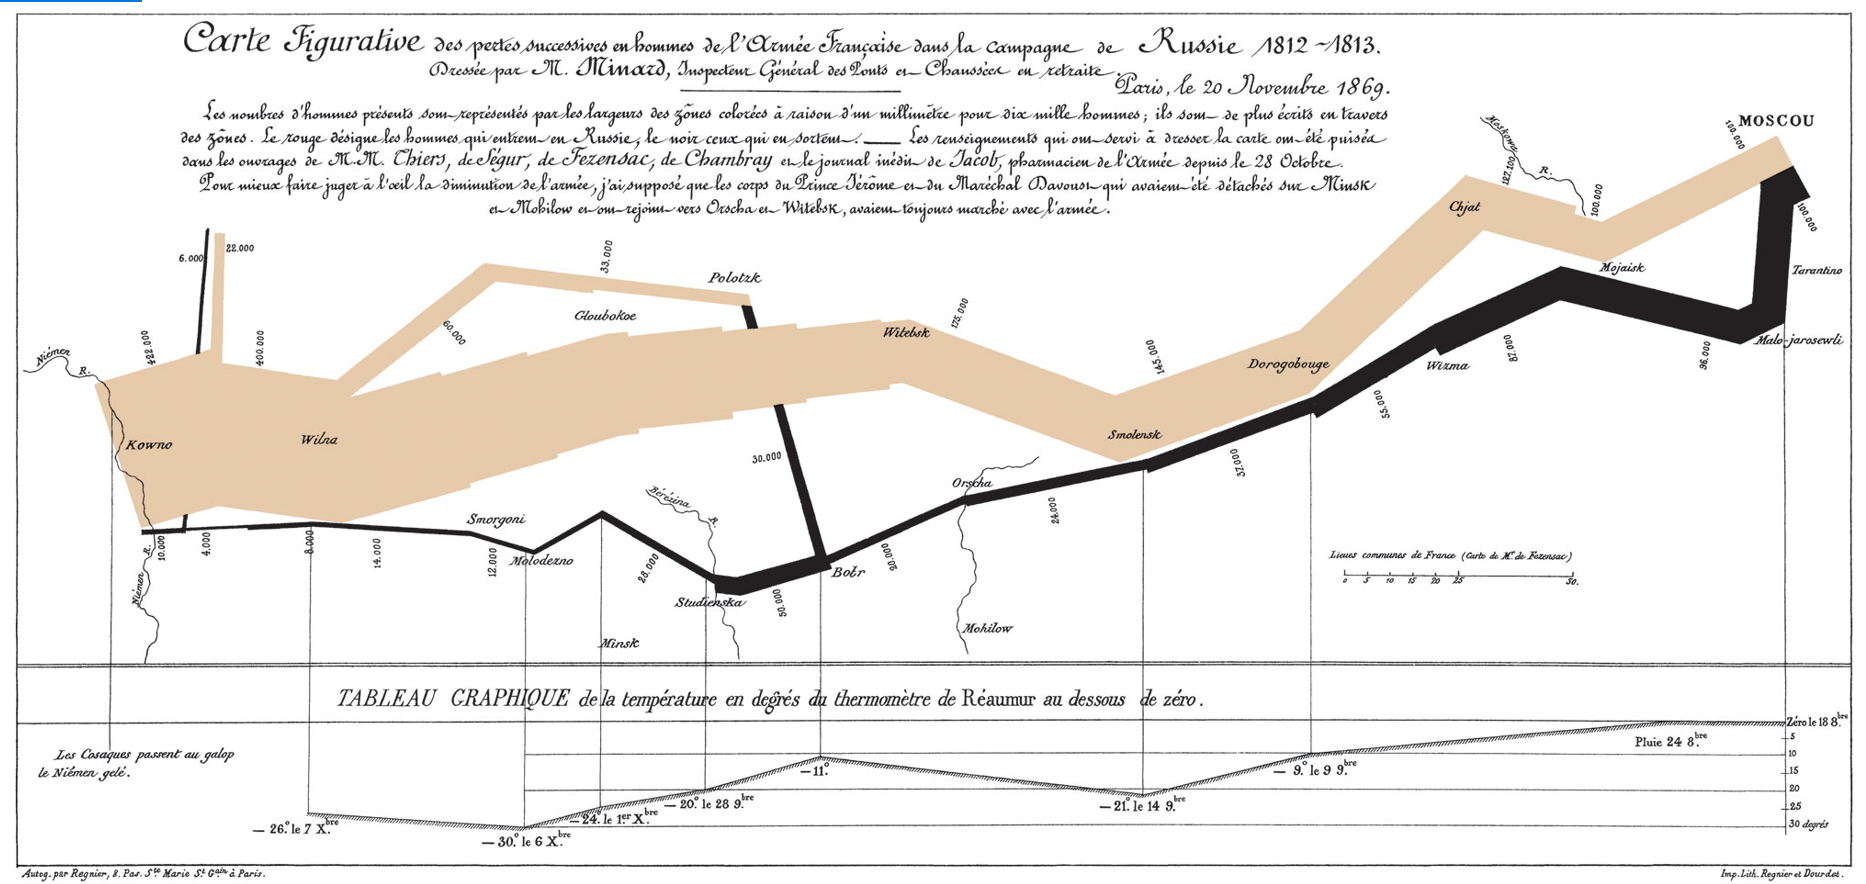 Carte Figurative des pertes successives en hommes de l'Armée Française dans la campagne de Russie 1812~1813.
Dressée par M. Minard, Inspecteur Général des Ponts et Chaussées en retraite.
Paris, le 20 Novembre 1869.
Les nombres d'hommes présents sont représentés par les largeurs des zônes colorées à raison d'un millimètre pour dix mille hommes; ils sont de plus écrits en travers
des zônes. Le rouge désigne les hommes qui entrent en Russie, le noir ceux qui en sortent. — Les renseignements qui ont servi à dresser la carte ont été puisés
dans les ouvrages de M.M. Thiers, de Ségur, de Fezensac, de Chambray et le journal inédit de Jacob, pharmacien de l'Armée depuis le 28 Octobre.
Pour mieux faire juger à l'œil la diminution de l'armée, j'ai supposé que les corps du Prince Jérôme et du Maréchal Davoust qui avaient été détachés sur Minsk
et Mohilow et ont rejoint vers Orscha et Witebsk, avaient toujours marché avec l'armée.
MOSCOU
100.000
Moskowa R.
127.100
100.000
100.000
Chjat
Mojaisk
Tarantino
Malo-jarosewli
6.000
22.000
33.000
Polotzk
Gloubokoe
60.000
Witebsk
175.000
Niémen R.
422.000
400.000
145.000
Dorogobouge
Wizma
82.000
96.000
55.000
Kowno
Wilna
Smolensk
30.000
37.000
Orscha
24.000
Bérézina R.
Smorgoni
Molodezno
10.000
4.000
8.000
14.000
12.000
28.000
Botr
20.000
Studienska
50.000
Niémen R.
Minsk
Mohilow
Lieues communes de France (Carte de M. de Fezensac)
0 5 10 15 20 25 50.
TABLEAU GRAPHIQUE de la température en degrés du thermomètre de Réaumur au dessous de zéro.
Les Cosaques passent au galop
le Niémen gelé.
Zéro le 18 8.bre
Pluie 24 8.bre
5
10
15
20
25
30 degrés
— 9.° le 9 9.bre
— 21.° le 14 9.bre
— 11.°
— 20.° le 28 9.bre
— 24.° le 1.er X.bre
— 30.° le 6 X.bre
— 26.° le 7 X.bre
Autog. par Regnier, 8. Pas. S.te Marie S.t G.ain à Paris.
Imp. Lith. Regnier et Dourdet.